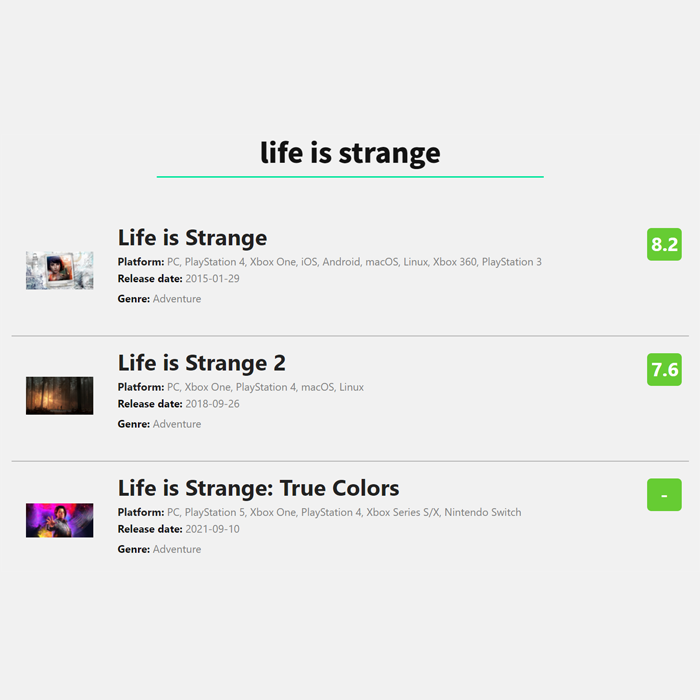 life is strange
Life is Strange
8.2
Platform: PC, PlayStation 4, Xbox One, iOS, Android, macOS, Linux, Xbox 360, PlayStation 3
Release date: 2015-01-29
Genre: Adventure
Life is Strange 2
7.6
Platform: PC, Xbox One, PlayStation 4, macOS, Linux
Release date: 2018-09-26
Genre: Adventure
Life is Strange: True Colors
-
Platform: PC, PlayStation 5, Xbox One, PlayStation 4, Xbox Series S/X, Nintendo Switch
Release date: 2021-09-10
Genre: Adventure